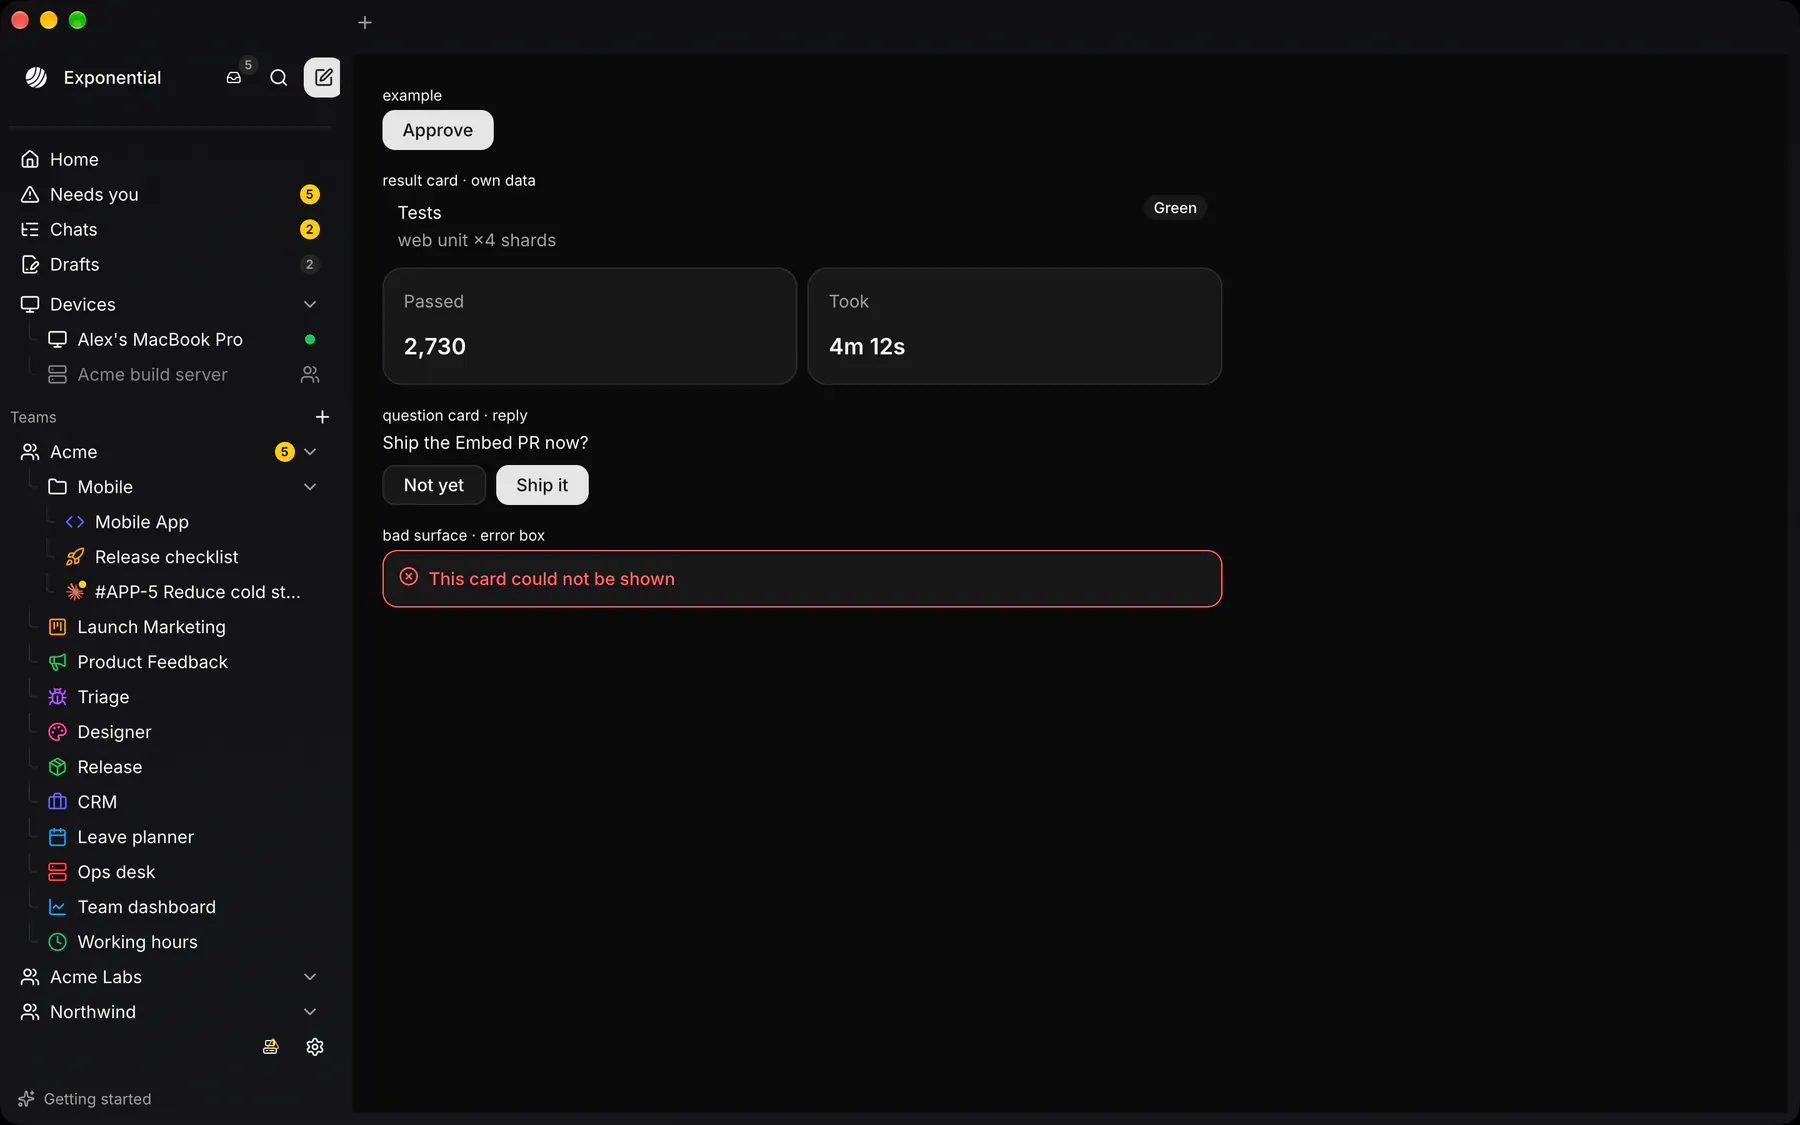 Exponential
5
Home
Needs you
5
Chats
2
Drafts
2
Devices
Alex's MacBook Pro
Acme build server
Teams
Acme
5
Mobile
Mobile App
Release checklist
#APP-5 Reduce cold st...
Launch Marketing
Product Feedback
Triage
Designer
Release
CRM
Leave planner
Ops desk
Team dashboard
Working hours
Acme Labs
Northwind
Getting started
example
Approve
result card · own data
Tests
Green
web unit ×4 shards
Passed
2,730
Took
4m 12s
question card · reply
Ship the Embed PR now?
Not yet
Ship it
bad surface · error box
This card could not be shown